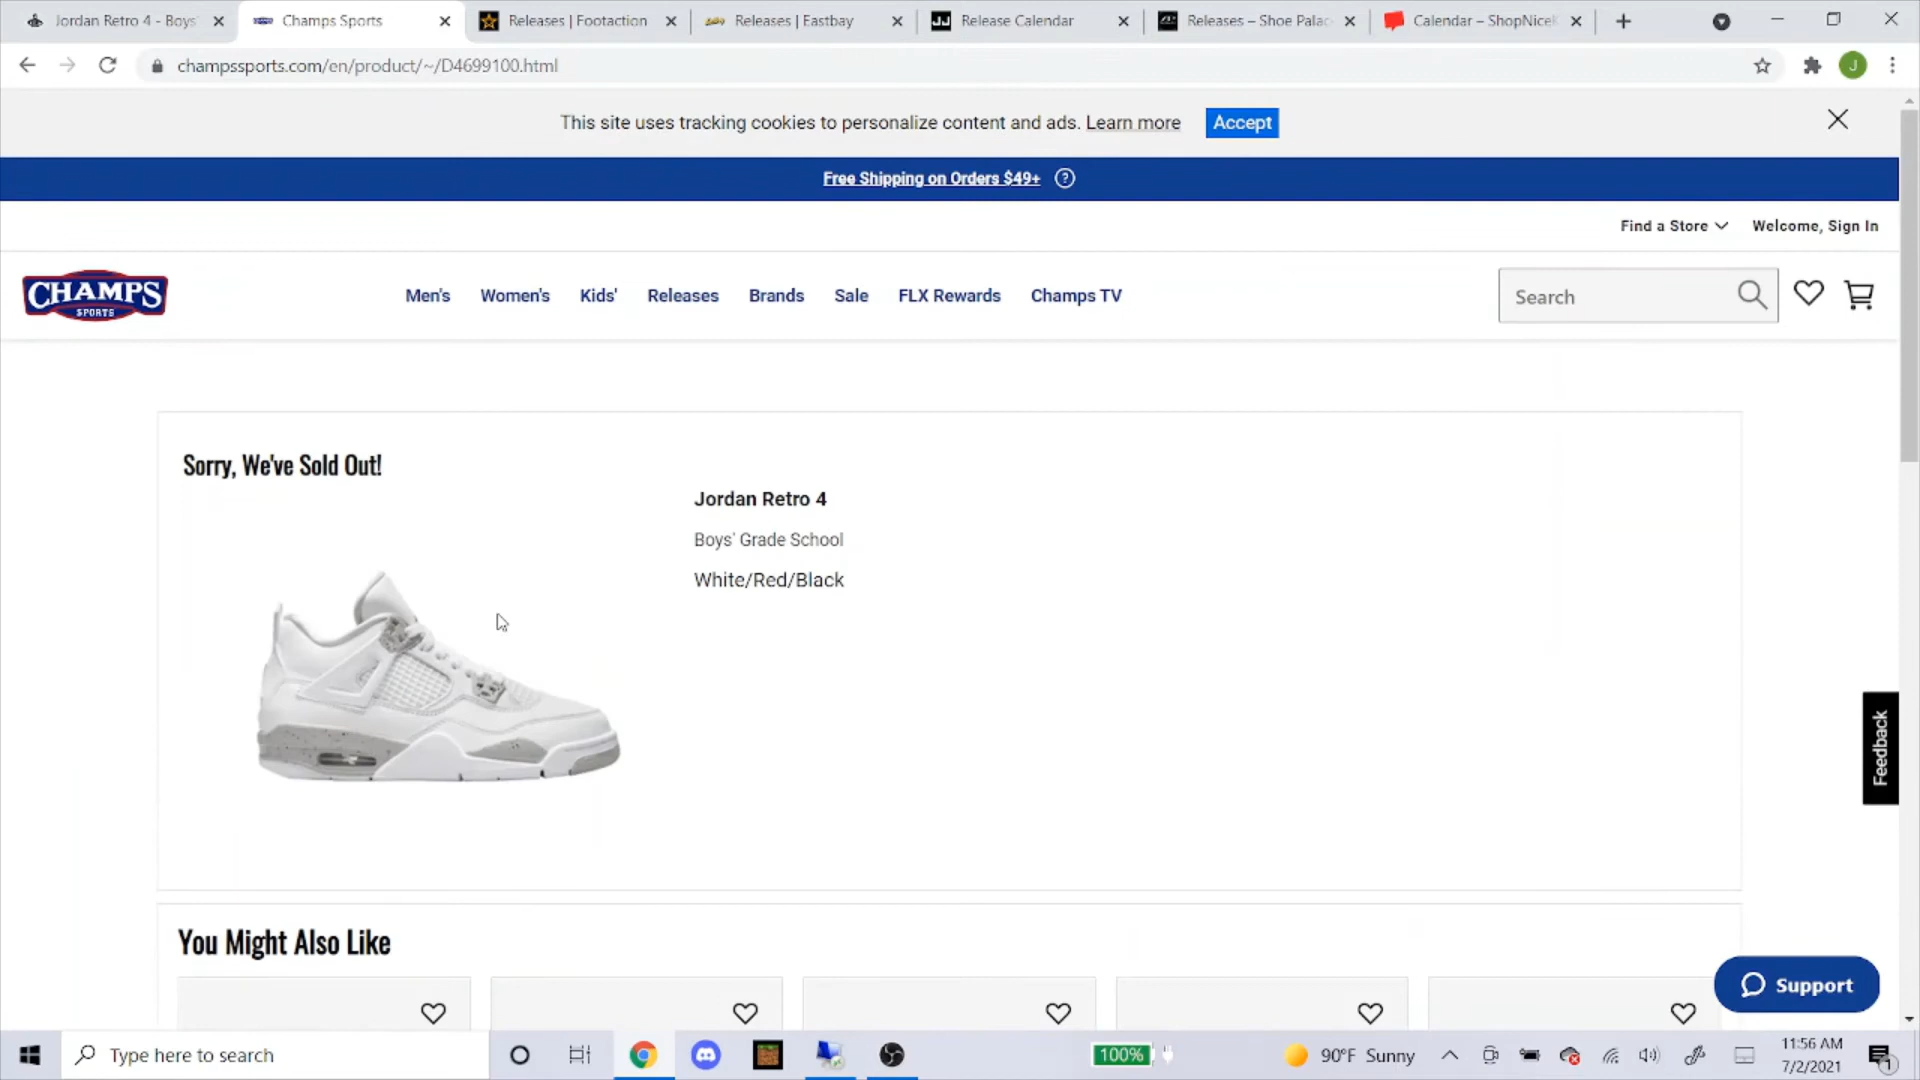 Jordan Retro 4 - Boys'
Champs Sports
Releases | Footaction
Releases | Eastbay
Release Calendar
Releases – Shoe Palac
Calendar – ShopNiceK
J
champssports.com/en/product/~/D4699100.html
This site uses tracking cookies to personalize content and ads. Learn more
Accept
Free Shipping on Orders $49+
?
Find a Store
Welcome, Sign In
CHAMPS
SPORTS
Men's
Women's
Kids'
Releases
Brands
Sale
FLX Rewards
Champs TV
Search
Sorry, We've Sold Out!
Jordan Retro 4
Boys' Grade School
White/Red/Black
Feedback
You Might Also Like
Support
Type here to search
100%
90°F Sunny
11:56 AM
7/2/2021
1